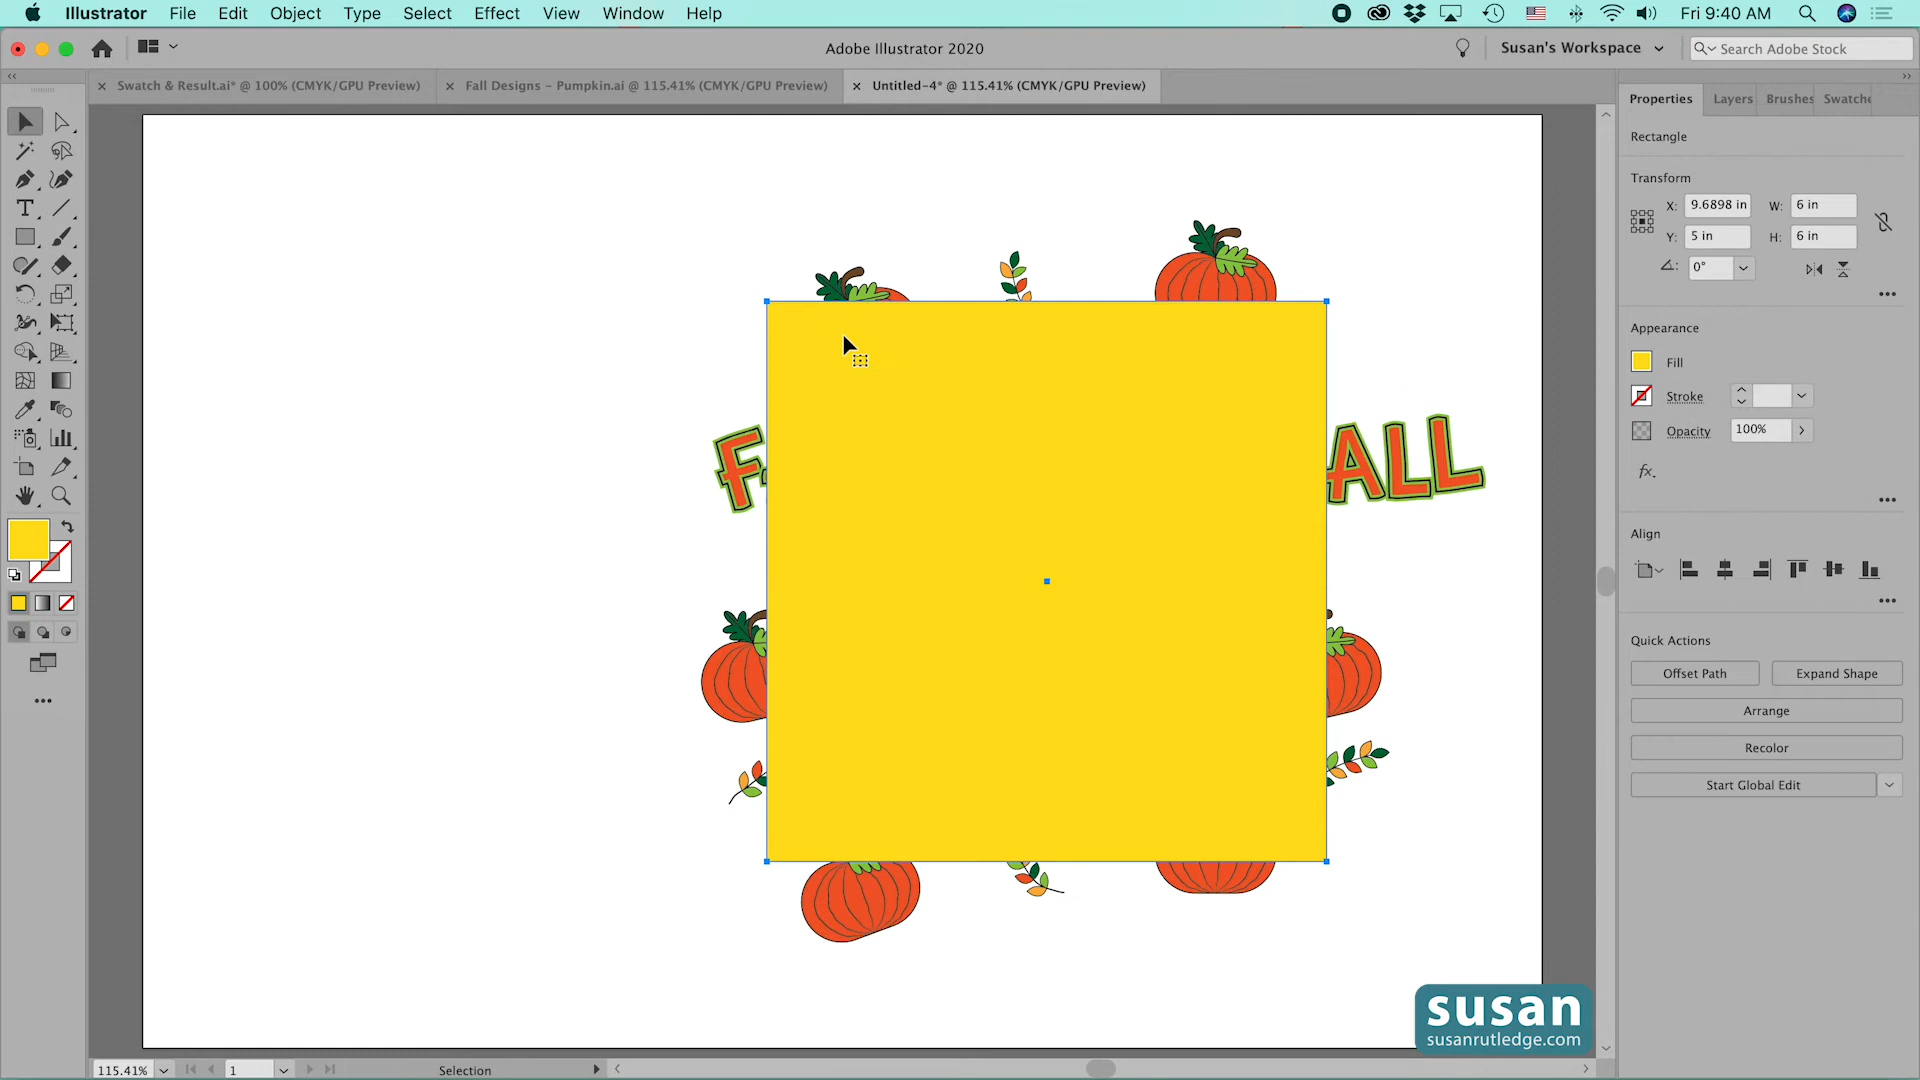 Illustrator File Edit Object Type Select Effect View Window Help
Fri 9:40 AM
Adobe Illustrator 2020
Susan's Workspace
Search Adobe Stock
Swatch & Result.ai* @ 100% (CMYK/GPU Preview)
Fall Designs - Pumpkin.ai @ 115.41% (CMYK/GPU Preview)
Untitled-4* @ 115.41% (CMYK/GPU Preview)
Properties Layers Brushes Swatche
Rectangle
Transform
X: 9.6898 in W: 6 in
Y: 5 in H: 6 in
0°
Appearance
Fill
Stroke
Opacity 100%
fx.
Align
Quick Actions
Offset Path Expand Shape
Arrange
Recolor
Start Global Edit
FA
ALL
susan
susanrutledge.com
115.41% 1 Selection